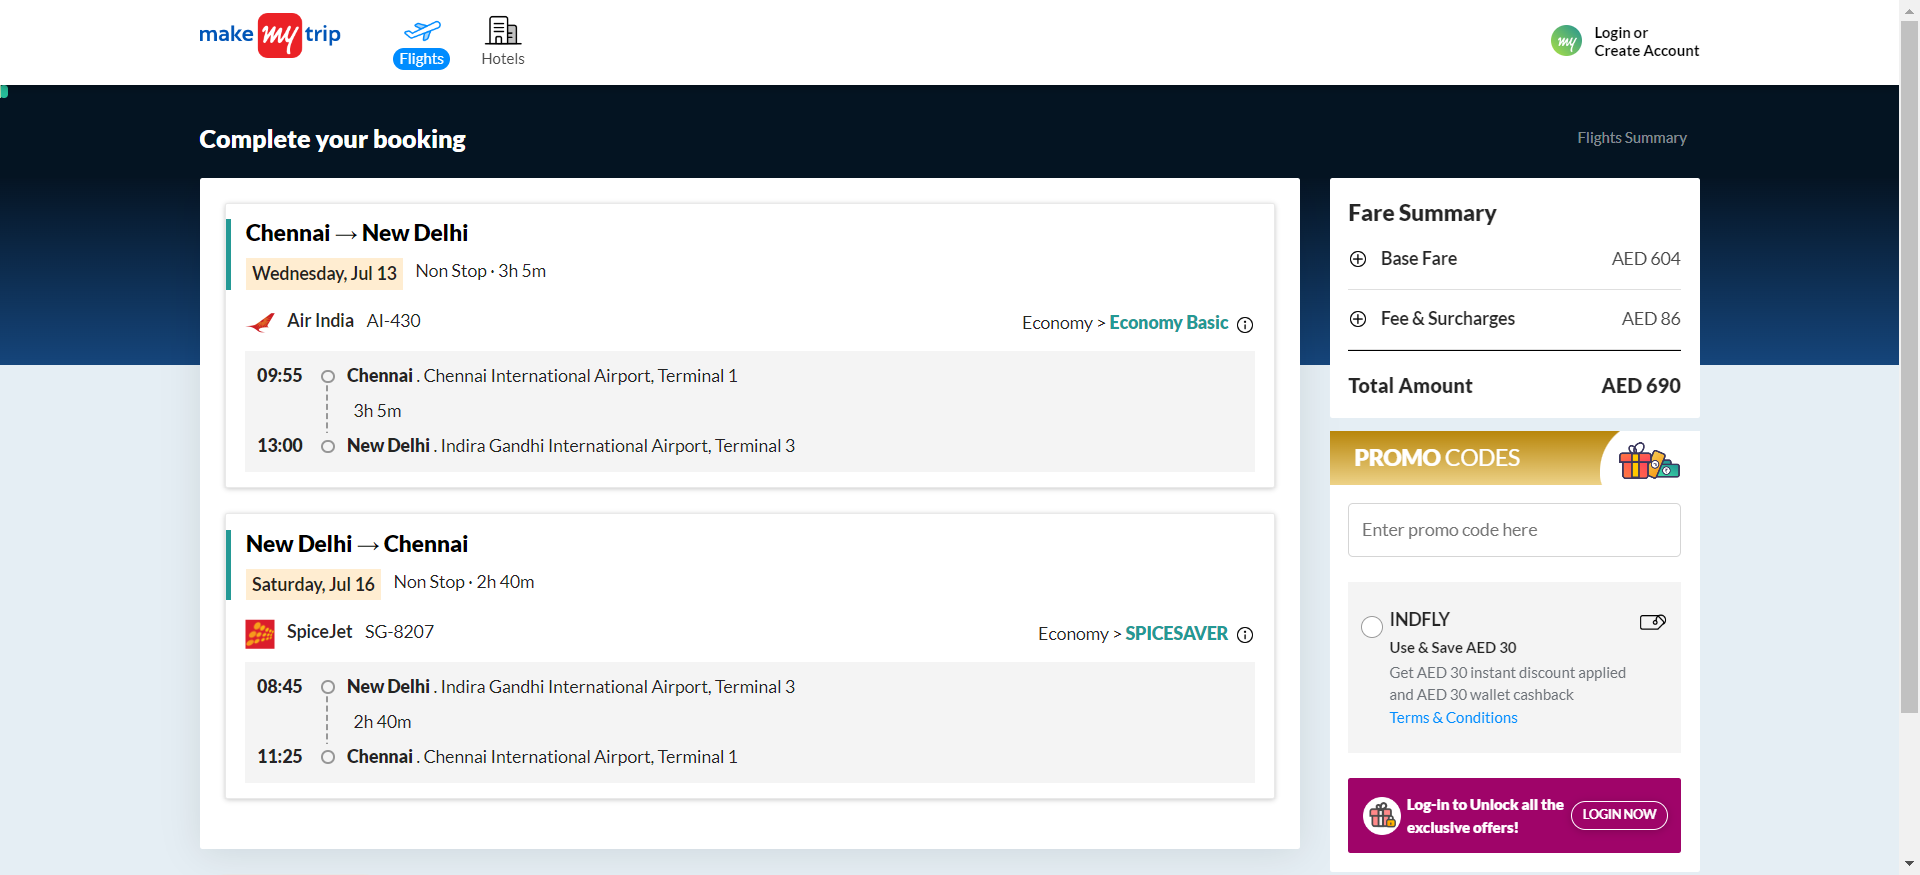 make my trip
Flights
Hotels
my
Login or
Create Account
Complete your booking
Flights Summary
Chennai → New Delhi
Wednesday, Jul 13 Non Stop · 3h 5m
Air India AI-430
Economy > Economy Basic
09:55 Chennai . Chennai International Airport, Terminal 1
3h 5m
13:00 New Delhi . Indira Gandhi International Airport, Terminal 3
New Delhi → Chennai
Saturday, Jul 16 Non Stop · 2h 40m
SpiceJet SG-8207
Economy > SPICESAVER
08:45 New Delhi . Indira Gandhi International Airport, Terminal 3
2h 40m
11:25 Chennai . Chennai International Airport, Terminal 1
Fare Summary
Base Fare AED 604
Fee & Surcharges AED 86
Total Amount AED 690
PROMO CODES
Enter promo code here
INDFLY
Use & Save AED 30
Get AED 30 instant discount applied
and AED 30 wallet cashback
Terms & Conditions
Log-in to Unlock all the
exclusive offers!
LOGIN NOW